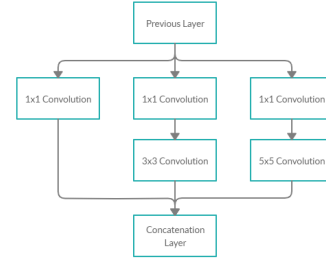 Previous Layer
1x1 Convolution
1x1 Convolution
1x1 Convolution
3x3 Convolution
5x5 Convolution
Concatenation
Layer